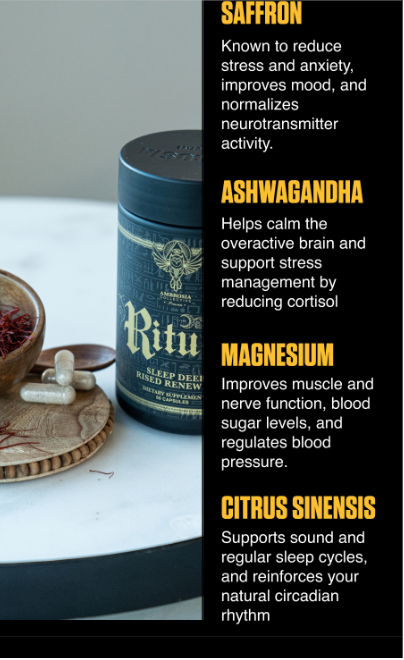 SAFFRON
Known to reduce
stress and anxiety,
improves mood, and
normalizes
neurotransmitter
activity.
ASHWAGANDHA
Helps calm the
overactive brain and
support stress
management by
reducing cortisol
MAGNESIUM
Improves muscle and
nerve function, blood
sugar levels, and
regulates blood
pressure.
CITRUS SINENSIS
Supports sound and
regular sleep cycles,
and reinforces your
natural circadian
rhythm
AMBROSIA
COLLECTIVE
Ritu
SLEEP DEE
RISED RENEW
DIETARY SUPPLEMEN